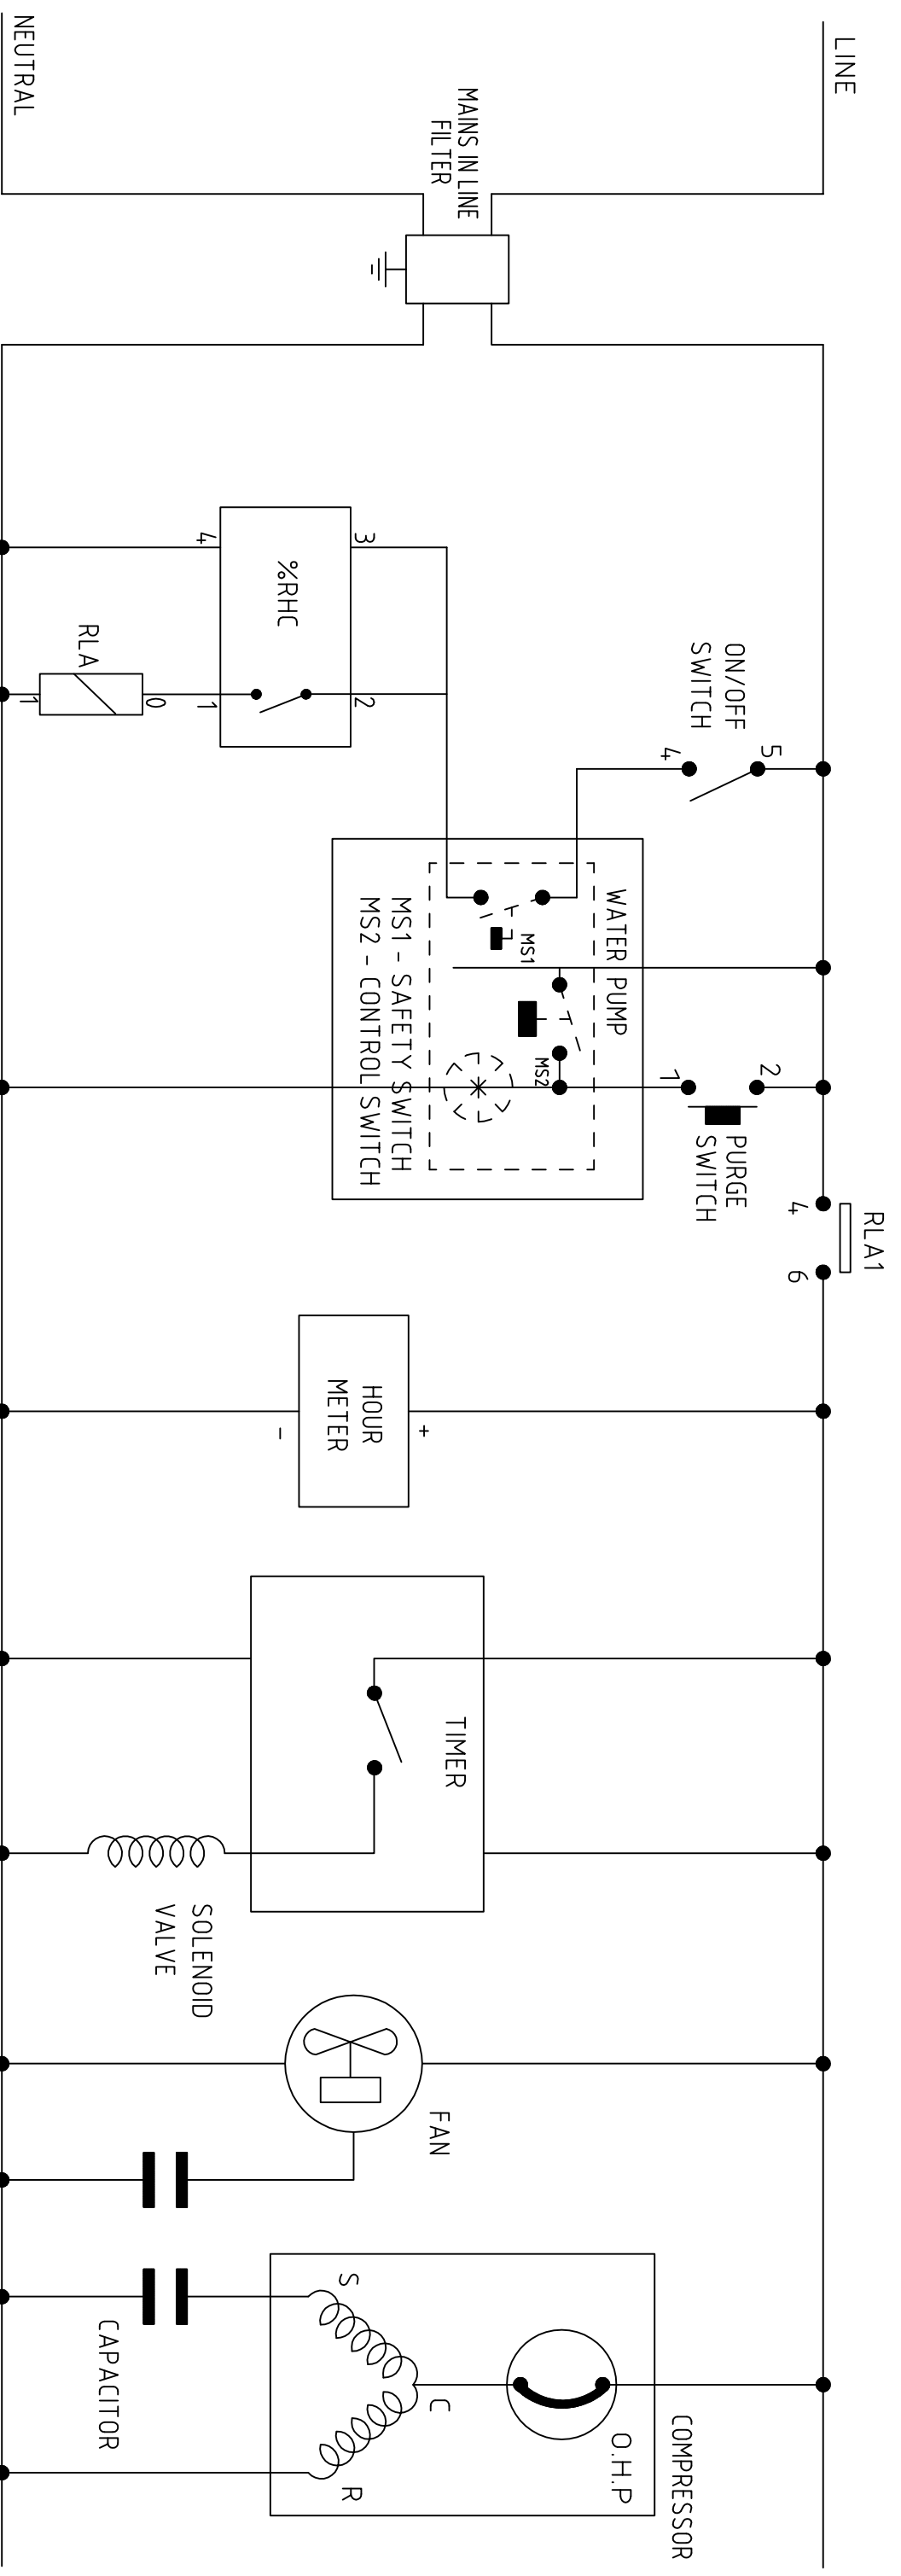 LINE
NEUTRAL
MAINS IN LINE
FILTER
ON/OFF
SWITCH
5
4
%RHC
3
4
2
1
RLA
0
1
WATER PUMP
MS1
MS2
MS1 - SAFETY SWITCH
MS2 - CONTROL SWITCH
2
1
PURGE
SWITCH
RLA1
4
6
HOUR
METER
+
-
TIMER
SOLENOID
VALVE
FAN
CAPACITOR
COMPRESSOR
O.H.P
S
C
R